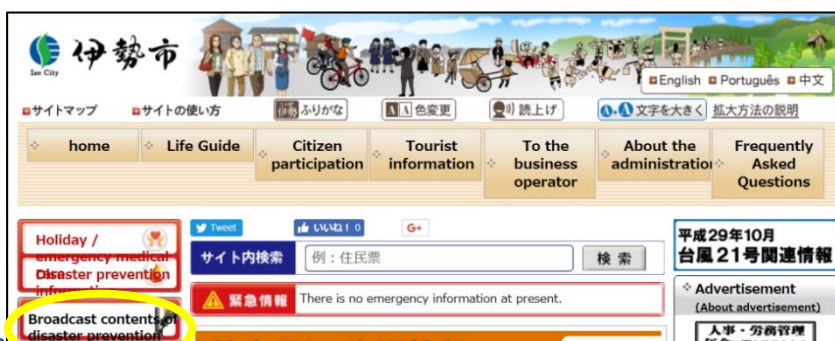 伊勢市
Ise City
English Português 中文
サイトマップ サイトの使い方 ふりがな 色変更 読上げ 文字を大きく 拡大方法の説明
home
Life Guide
Citizen
participation
Tourist
information
To the
business
operator
About the
administration
Frequently
Asked
Questions
Holiday /
emergency medical
care
Disaster prevention
information
Broadcast contents of
disaster prevention
Tweet いいね! 0 G+
サイト内検索 例：住民票 検索
緊急情報 There is no emergency information at present.
平成29年10月
台風21号関連情報
Advertisement
(About advertisement)
人事・労務管理